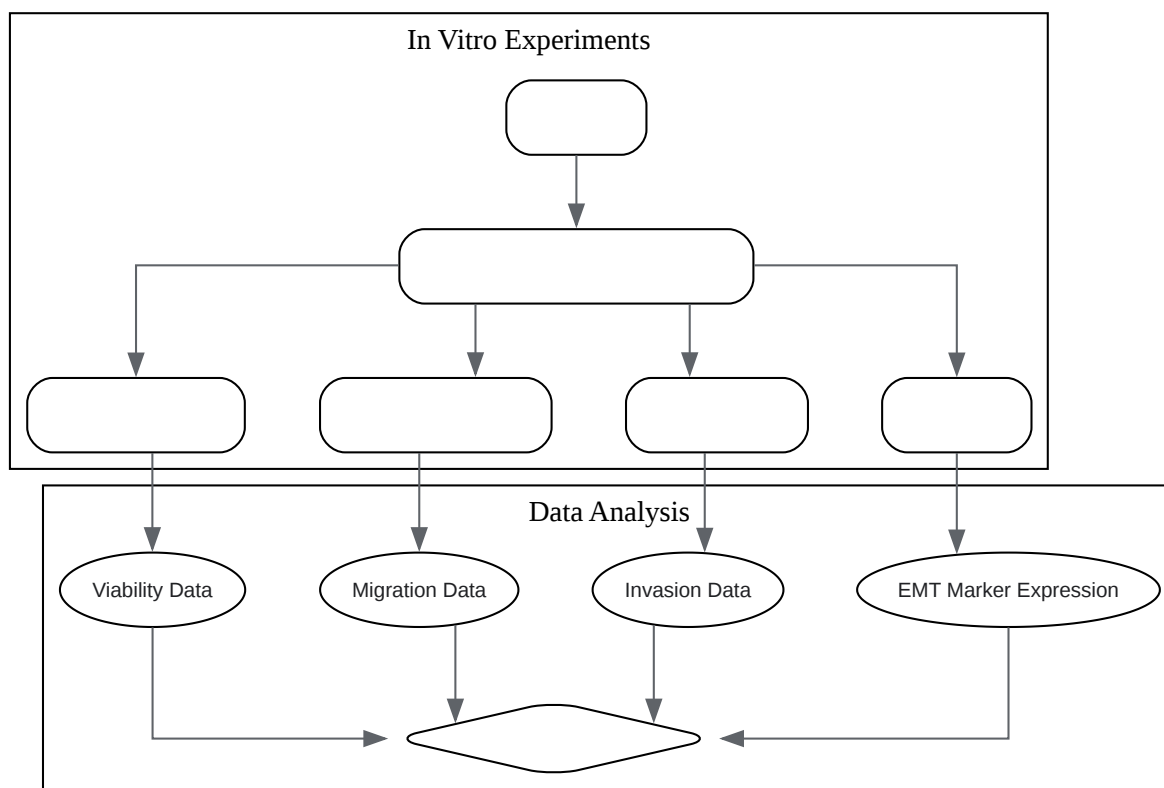 In Vitro Experiments
Data Analysis
Viability Data
Migration Data
Invasion Data
EMT Marker Expression